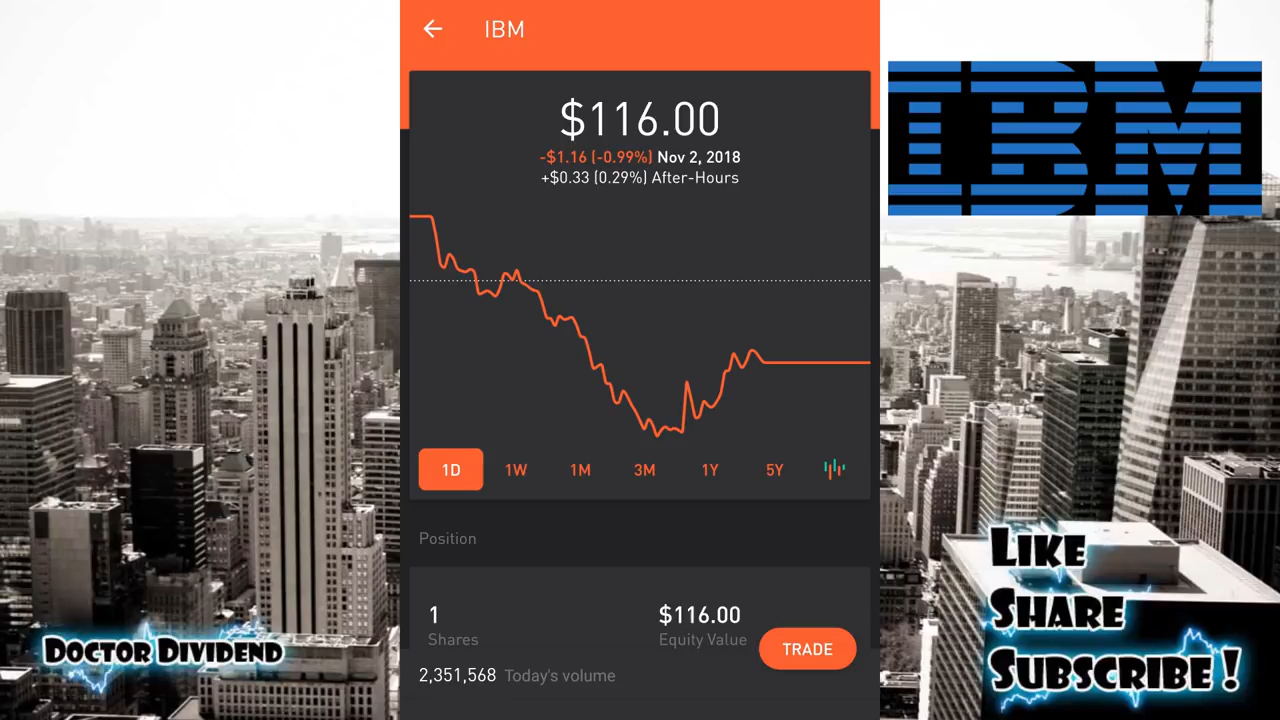 IBM
$116.00
-$1.16 (-0.99%) Nov 2, 2018
+$0.33 (0.29%) After-Hours
1D 1W 1M 3M 1Y 5Y
Position
1 $116.00
Shares Equity Value
TRADE
2,351,568 Today's volume
IBM
DOCTOR DIVIDEND
LIKE
SHARE
SUBSCRIBE !